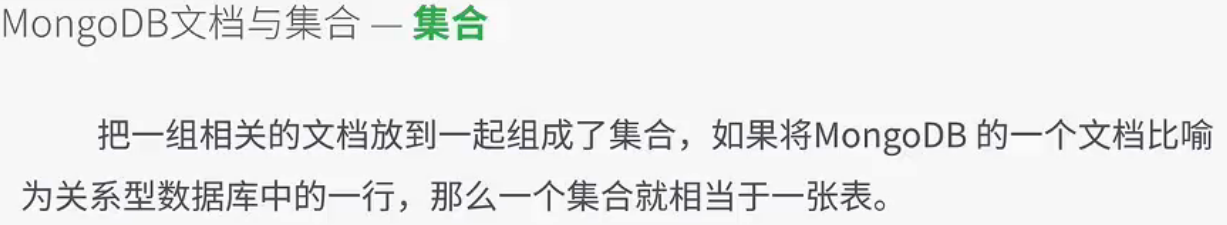 MongoDB文档与集合 — 集合
把一组相关的文档放到一起组成了集合，如果将MongoDB 的一个文档比喻
为关系型数据库中的一行，那么一个集合就相当于一张表。